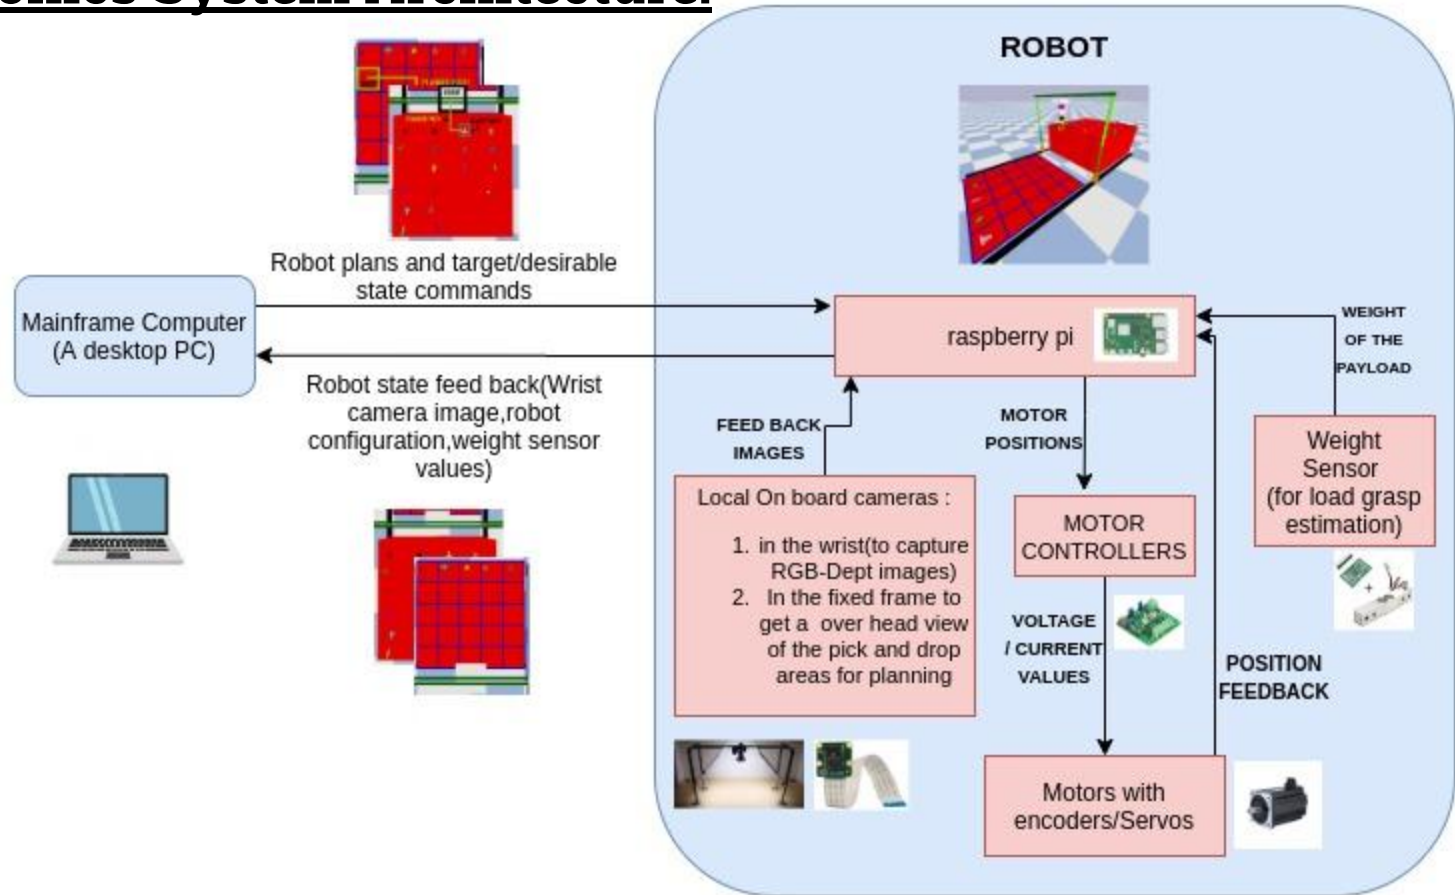 System Architecture.
ROBOT
Robot plans and target/desirable
state commands
Mainframe Computer
(A desktop PC)
raspberry pi
WEIGHT
OF THE
PAYLOAD
Robot state feed back(Wrist
camera image,robot
configuration,weight sensor
values)
FEED BACK
IMAGES
MOTOR
POSITIONS
Weight
Sensor
(for load grasp
estimation)
Local On board cameras :
1. in the wrist(to capture
RGB-Dept images)
2. In the fixed frame to
get a over head view
of the pick and drop
areas for planning
MOTOR
CONTROLLERS
VOLTAGE
/ CURRENT
VALUES
POSITION
FEEDBACK
Motors with
encoders/Servos